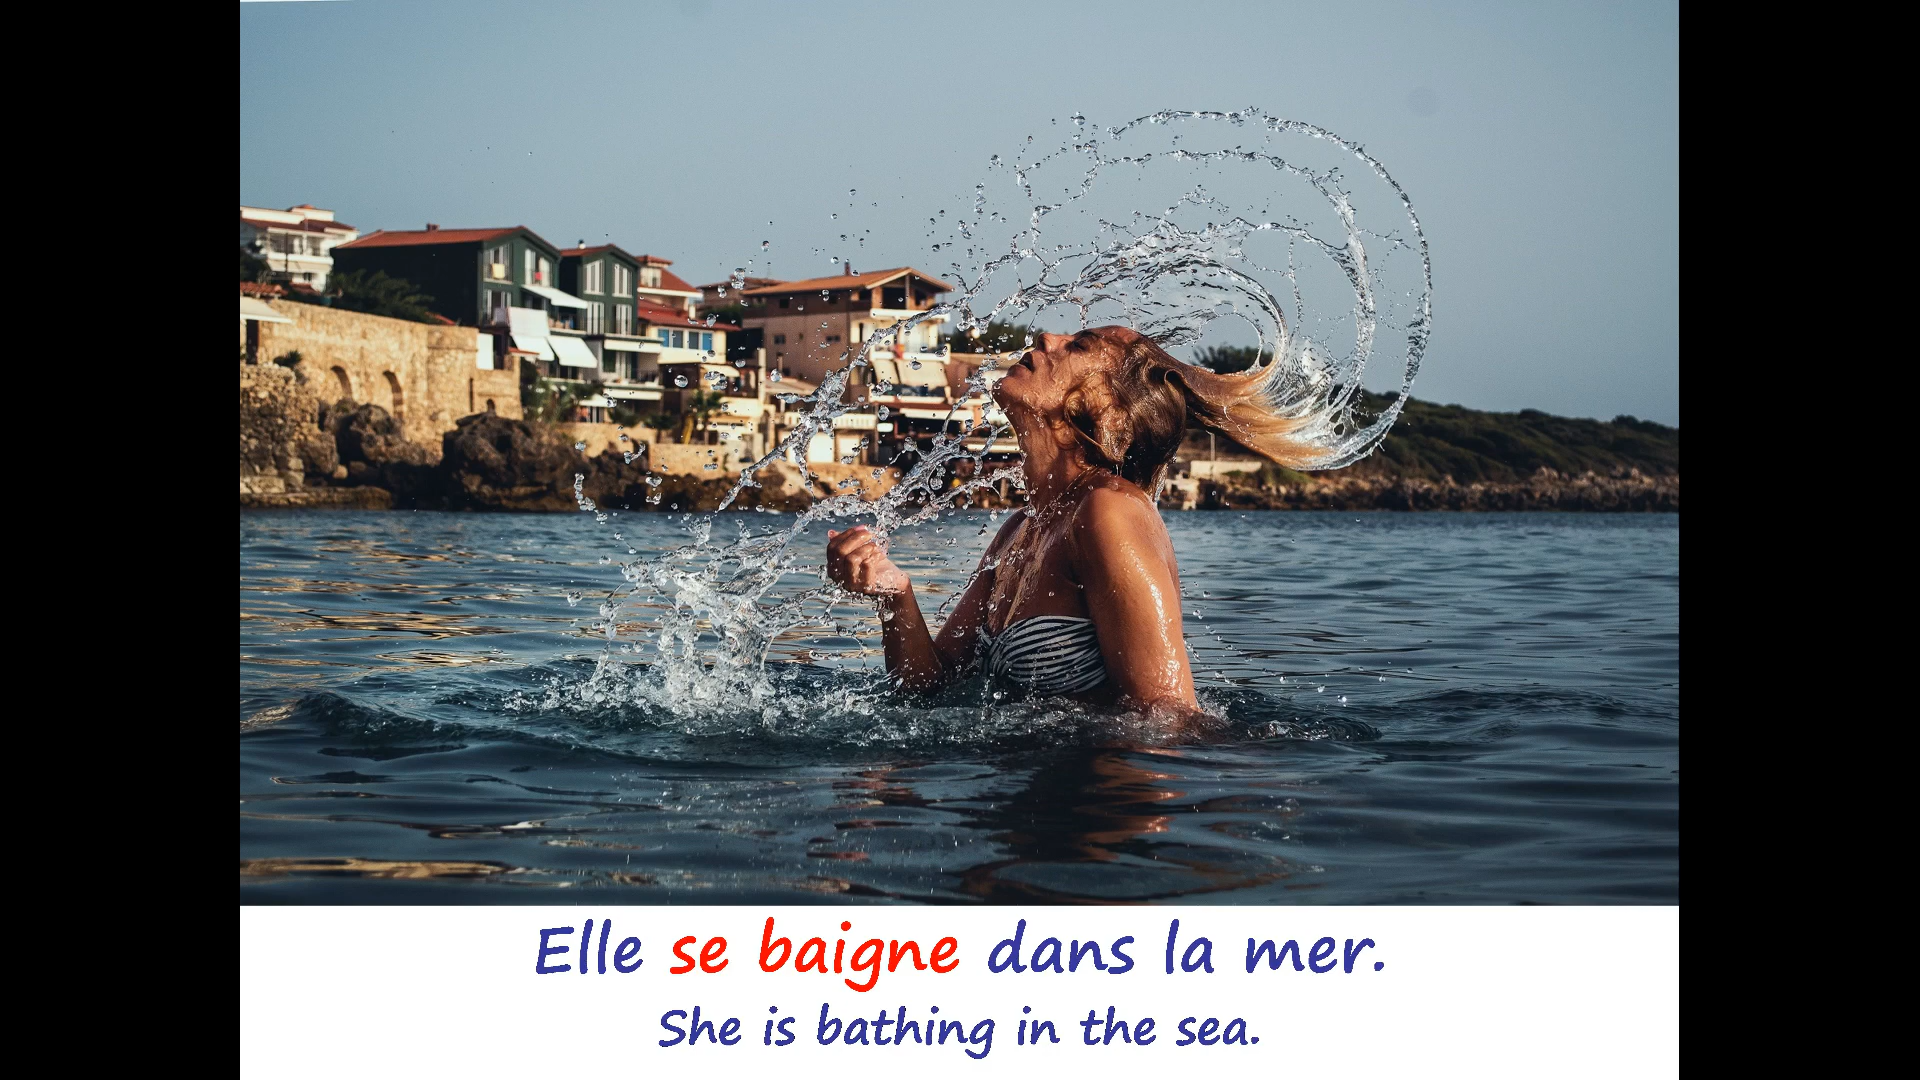 Elle se baigne dans la mer.
She is bathing in the sea.